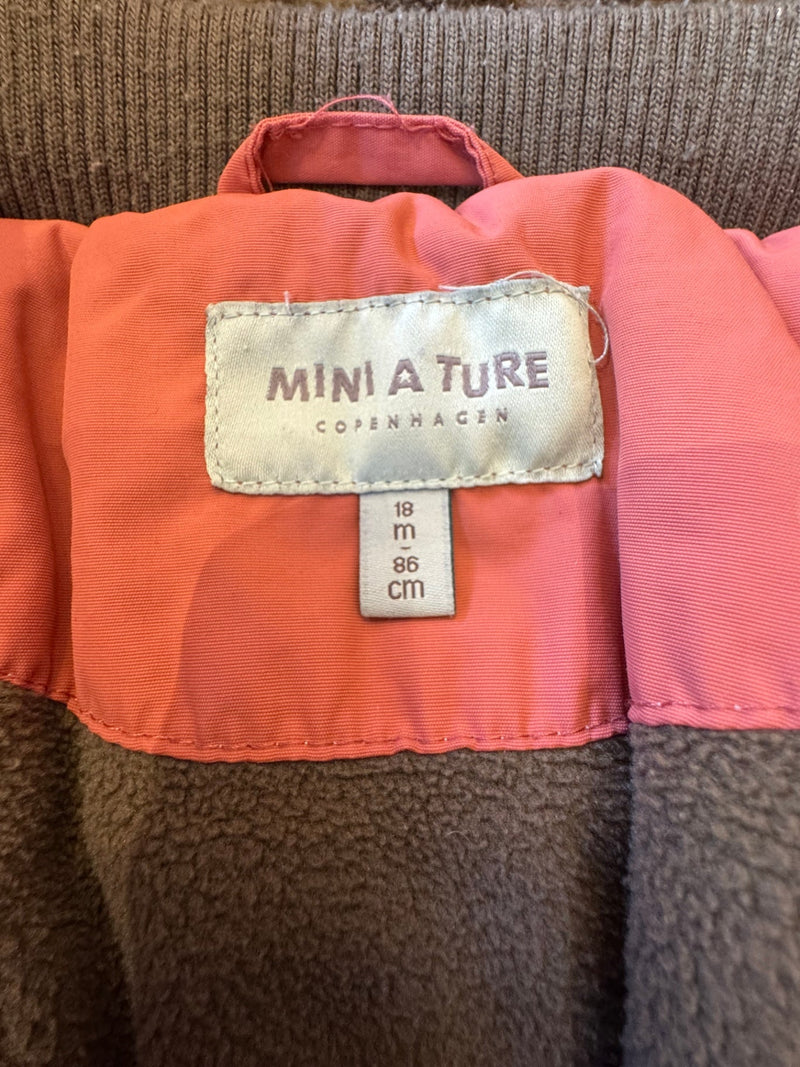 MINI A TURE
COPENHAGEN
18
m
-
86
cm